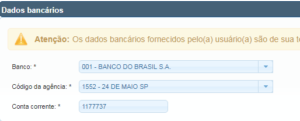 Dados bancários
Atenção: Os dados bancários fornecidos pelo(a) usuário(a) são de sua
Banco: * 001 - BANCO DO BRASIL S.A.
Código da agência: * 1552 - 24 DE MAIO SP
Conta corrente: * 1177737